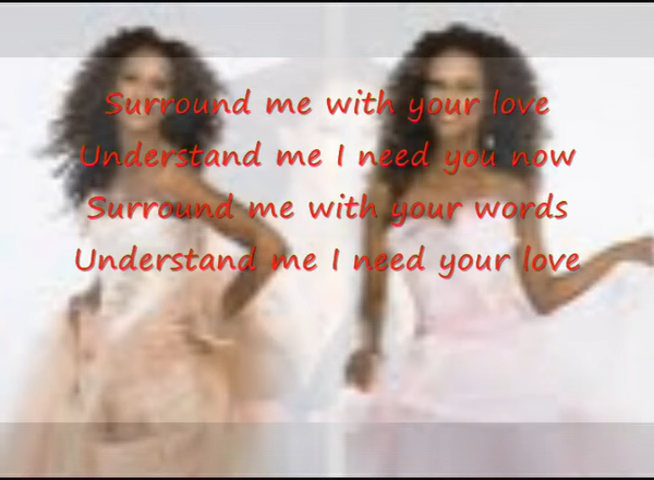 Surround me with your love
Understand me I need you now
Surround me with your words
Understand me I need your love